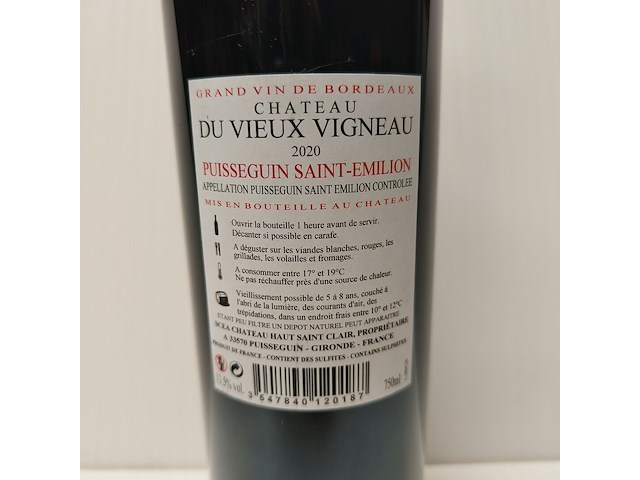 GRAND VIN DE BORDEAUX
CHATEAU
DU VIEUX VIGNEAU
2020
PUISSEGUIN SAINT-EMILION
APPELLATION PUISSEGUIN SAINT EMILION CONTROLEE
MIS EN BOUTEILLE AU CHATEAU
Ouvrir la bouteille 1 heure avant de servir.
Décanter si possible en carafe.
A déguster sur les viandes blanches, rouges, les
grillades, les volailles et fromages.
A consommer entre 17° et 19°C
Ne pas réchauffer près d'une source de chaleur.
Vieillissement possible de 5 à 8 ans, couché à
l'abri de la lumière, des courants d'air, des
trépidations, dans un endroit frais entre 10° et 12°C
ETANT PEU FILTRE UN DEPOT NATUREL PEUT APPARAITRE
SCEA CHATEAU HAUT SAINT CLAIR, PROPRIÉTAIRE
A 33570 PUISSEGUIN - GIRONDE - FRANCE
PRODUIT DE FRANCE - CONTIENT DES SULFITES - CONTAINS SULPHITES
% vol.
750ml
3 547840 120187